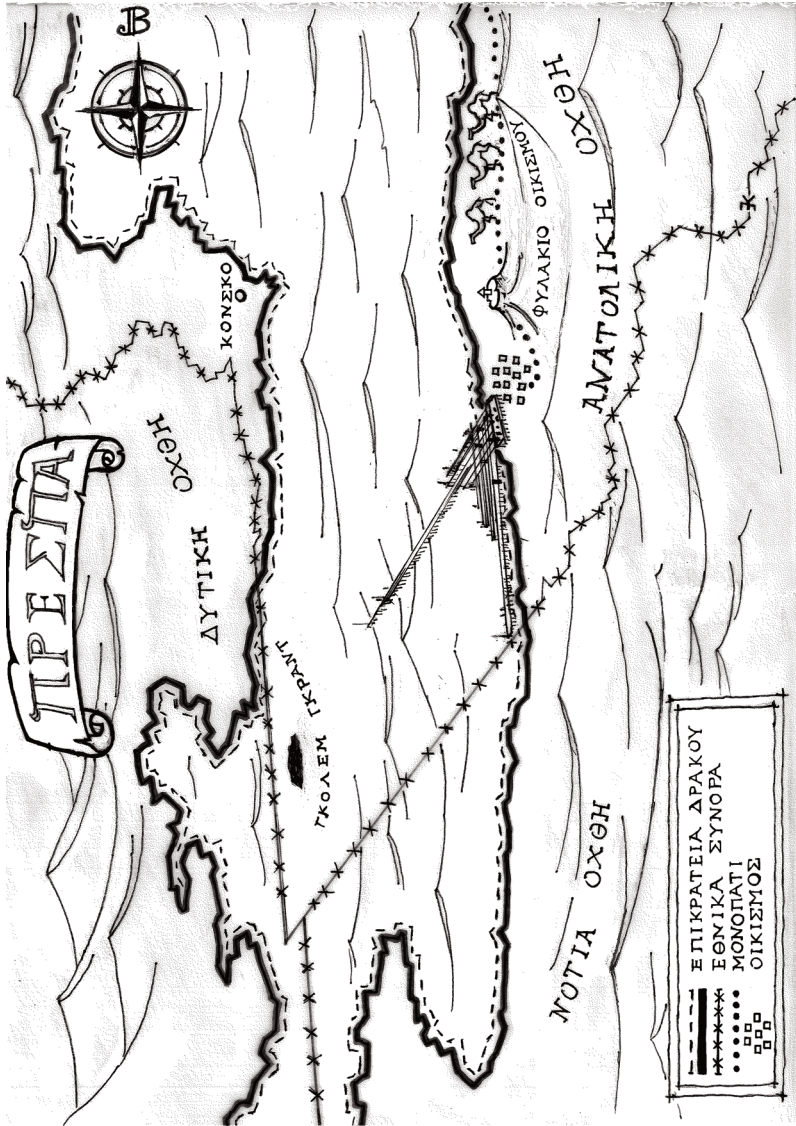 Β
ΠΡΕΣΠΑ
ΔΥΤΙΚΗ ΟΧΘΗ
ΚΟΝΣΚΟ
ΓΚΟΛΕΜ ΓΚΡΑΝΤ
ΦΥΛΑΚΙΟ ΟΙΚΙΣΜΟΥ
ΑΝΑΤΟΛΙΚΗ ΟΧΘΗ
ΝΟΤΙΑ ΟΧΘΗ
ΕΠΙΚΡΑΤΕΙΑ ΔΡΑΚΟΥ
ΕΘΝΙΚΑ ΣΥΝΟΡΑ
ΜΟΝΟΠΑΤΙ
ΟΙΚΙΣΜΟΣ